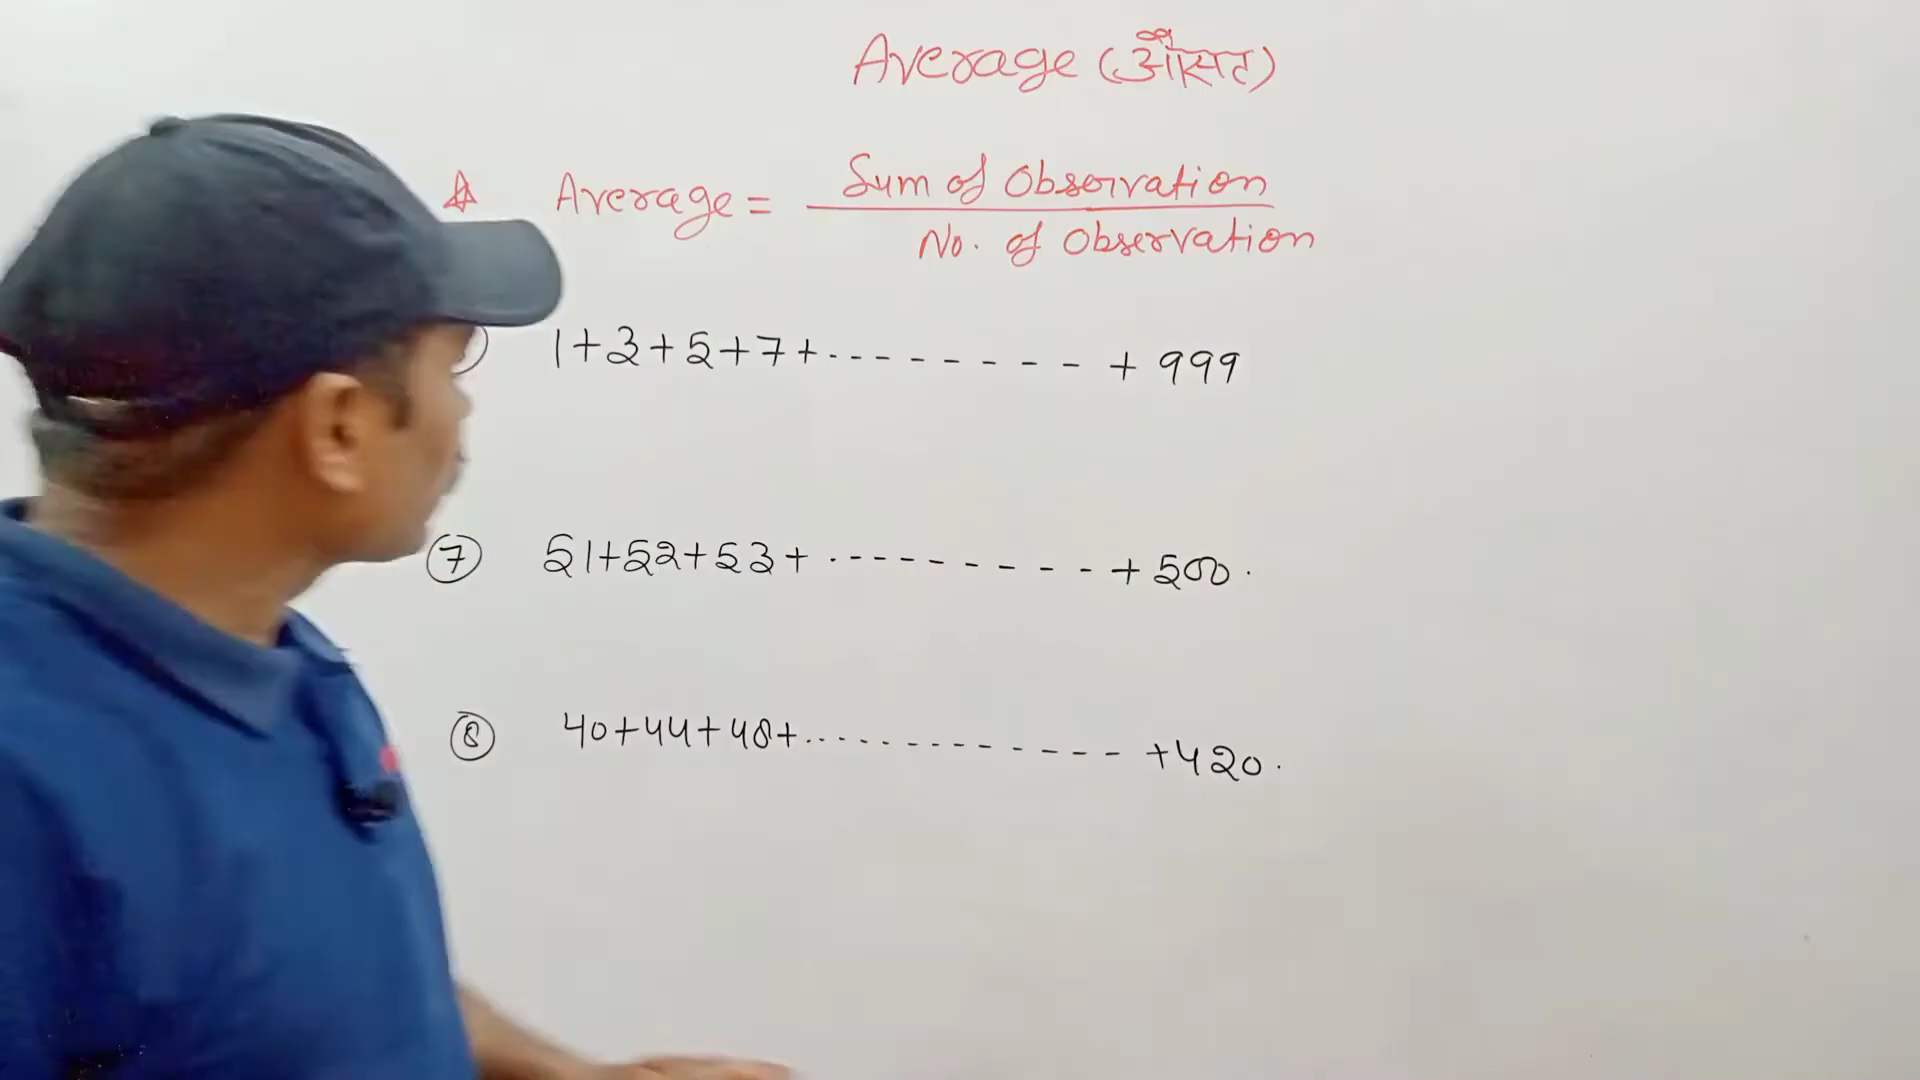 Average (औसत)
☆ Average = Sum of Observation
No. of Observation
1+3+5+7+-------- + 999
⑦ 51+52+53+ --------- + 500.
⑧ 40+44+48+------------- +420.